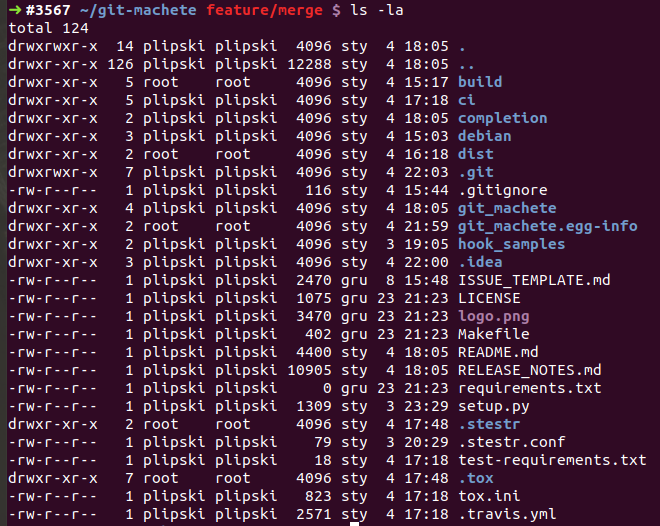 ➜ #3567 ~/git-machete feature/merge $ ls -la
total 124
drwxrwxr-x  14 plipski plipski  4096 sty  4 18:05 .
drwxr-xr-x 126 plipski plipski 12288 sty  4 18:05 ..
drwxr-xr-x   5 root    root     4096 sty  4 15:17 build
drwxr-xr-x   5 plipski plipski  4096 sty  4 17:18 ci
drwxr-xr-x   2 plipski plipski  4096 sty  4 18:05 completion
drwxr-xr-x   3 plipski plipski  4096 sty  4 15:03 debian
drwxr-xr-x   2 root    root     4096 sty  4 16:18 dist
drwxrwxr-x   7 plipski plipski  4096 sty  4 22:03 .git
-rw-r--r--   1 plipski plipski   116 sty  4 15:44 .gitignore
drwxr-xr-x   4 plipski plipski  4096 sty  4 18:05 git_machete
drwxr-xr-x   2 root    root     4096 sty  4 21:59 git_machete.egg-info
drwxr-xr-x   2 plipski plipski  4096 sty  3 19:05 hook_samples
drwxr-xr-x   3 plipski plipski  4096 sty  4 22:00 .idea
-rw-r--r--   1 plipski plipski  2470 gru  8 15:48 ISSUE_TEMPLATE.md
-rw-r--r--   1 plipski plipski  1075 gru 23 21:23 LICENSE
-rw-r--r--   1 plipski plipski  3470 gru 23 21:23 logo.png
-rw-r--r--   1 plipski plipski   402 gru 23 21:23 Makefile
-rw-r--r--   1 plipski plipski  4400 sty  4 18:05 README.md
-rw-r--r--   1 plipski plipski 10905 sty  4 18:05 RELEASE_NOTES.md
-rw-r--r--   1 plipski plipski     0 gru 23 21:23 requirements.txt
-rw-r--r--   1 plipski plipski  1309 sty  3 23:29 setup.py
drwxr-xr-x   2 root    root     4096 sty  4 17:48 .stestr
-rw-r--r--   1 plipski plipski    79 sty  3 20:29 .stestr.conf
-rw-r--r--   1 plipski plipski    18 sty  4 17:18 test-requirements.txt
drwxr-xr-x   7 root    root     4096 sty  4 17:48 .tox
-rw-r--r--   1 plipski plipski   823 sty  4 17:18 tox.ini
-rw-r--r--   1 plipski plipski  2571 sty  4 17:18 .travis.yml